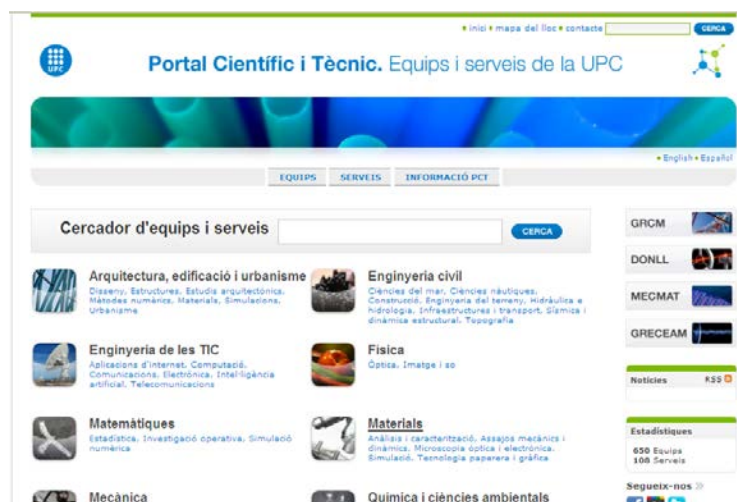 inici mapa del lloc contacte CERCA
UPC
Portal Científic i Tècnic. Equips i serveis de la UPC
English Español
EQUIPS SERVEIS INFORMACIÓ PCT
Cercador d'equips i serveis CERCA
Arquitectura, edificació i urbanisme
Disseny, Estructures, Estudis arquitectònics,
Mètodes numèrics, Materials, Simulacions,
Urbanisme
Enginyeria civil
Ciències del mar, Ciències nàutiques,
Construcció, Enginyeria del terreny, Hidràulica e
hidrologia, Infraestructures i transport, Sísmica i
dinàmica estructural, Topografia
Enginyeria de les TIC
Aplicacions d'internet, Computació,
Comunicacions, Electrònica, Intel·ligència
artificial, Telecomunicacions
Física
Òptica, Imatge i so
Matemàtiques
Estadística, Investigació operativa, Simulació
numèrica
Materials
Anàlisis i caracterització, Assajos mecànics i
dinàmics, Microscopia òptica i electrònica,
Simulació, Tecnologia paperera i gràfica
Mecànica
Química i ciències ambientals
GRCM
DONLL
MECMAT
GRECEAM
Notícies RSS
Estadístiques
650 Equips
108 Serveis
Segueix-nos